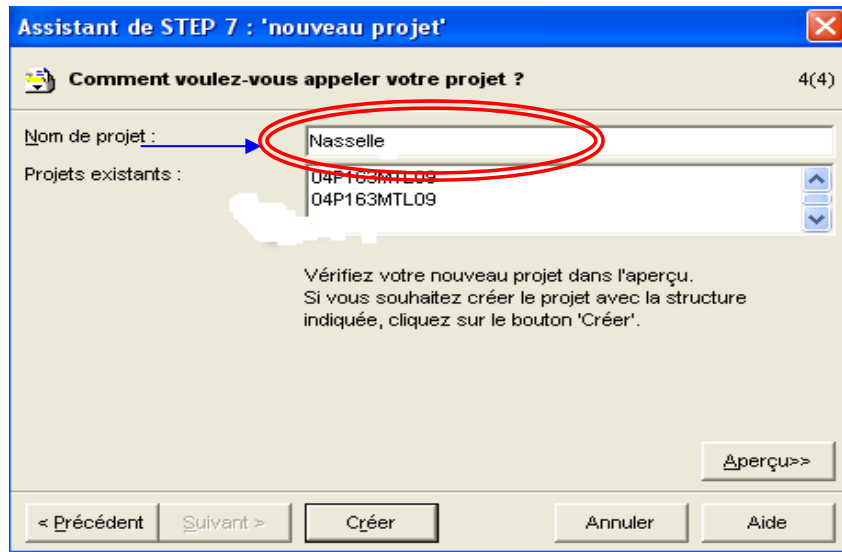 Assistant de STEP 7 : 'nouveau projet'
Comment voulez-vous appeler votre projet ?
4(4)
Nom de projet :
Nasselle
Projets existants :
04P163MTL09
04P163MTL09
Vérifiez votre nouveau projet dans l'aperçu.
Si vous souhaitez créer le projet avec la structure
indiquée, cliquez sur le bouton 'Créer'.
Aperçu>>
< Précédent
Suivant >
Créer
Annuler
Aide